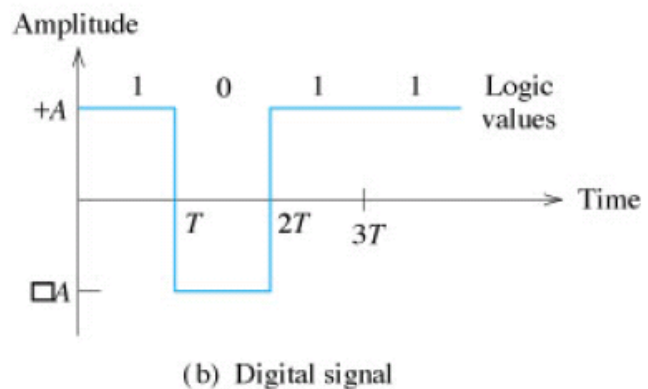 Amplitude
1 0 1 1 Logic values
+A
T 2T 3T Time
□A
(b) Digital signal